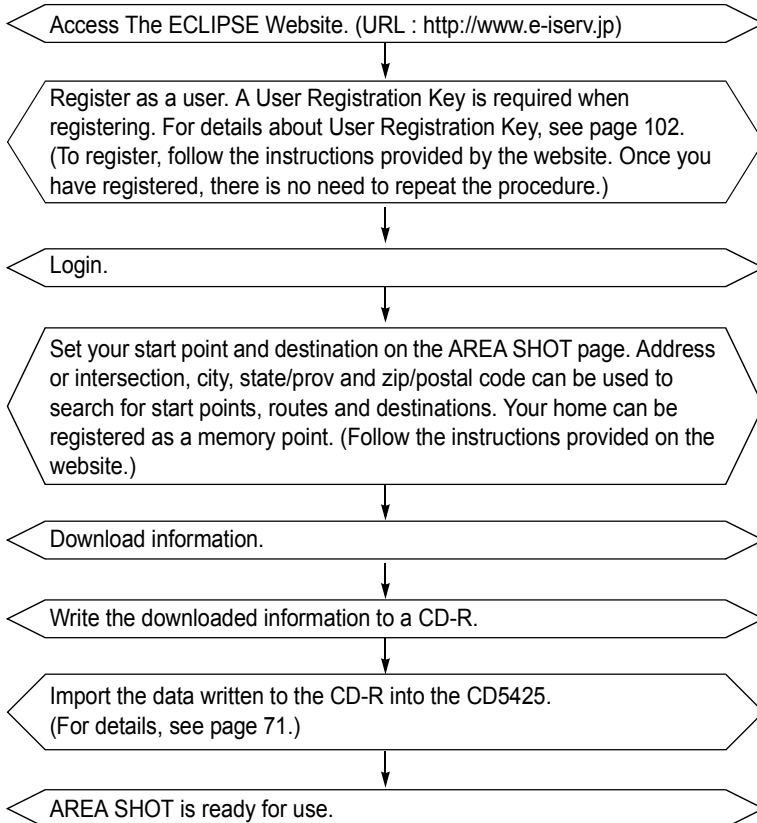 Access The ECLIPSE Website. (URL : http://www.e-iserv.jp)
Register as a user. A User Registration Key is required when
registering. For details about User Registration Key, see page 102.
(To register, follow the instructions provided by the website. Once you
have registered, there is no need to repeat the procedure.)
Login.
Set your start point and destination on the AREA SHOT page. Address
or intersection, city, state/prov and zip/postal code can be used to
search for start points, routes and destinations. Your home can be
registered as a memory point. (Follow the instructions provided on the
website.)
Download information.
Write the downloaded information to a CD-R.
Import the data written to the CD-R into the CD5425.
(For details, see page 71.)
AREA SHOT is ready for use.